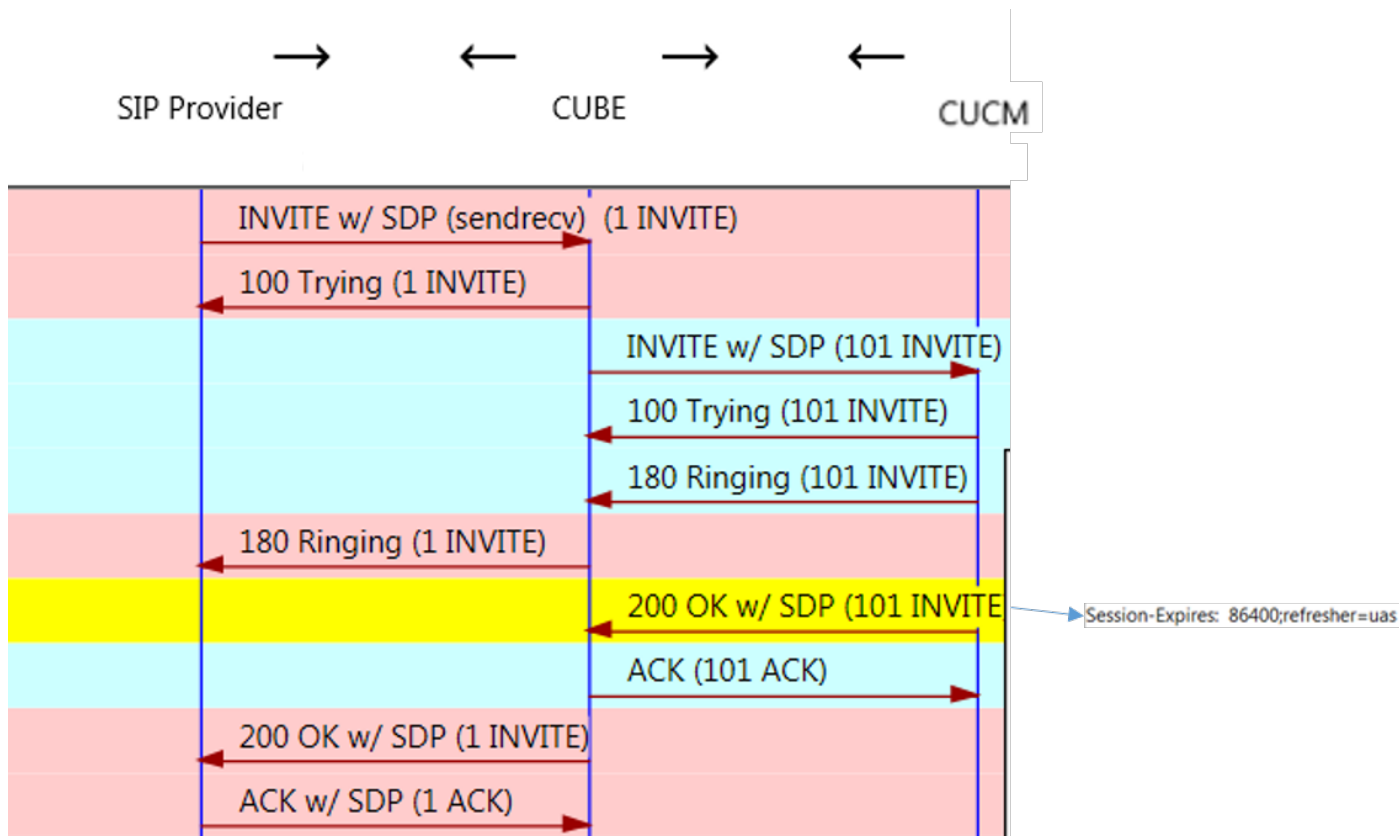 SIP Provider CUBE CUCM
INVITE w/ SDP (sendrecv) (1 INVITE)
100 Trying (1 INVITE)
INVITE w/ SDP (101 INVITE)
100 Trying (101 INVITE)
180 Ringing (101 INVITE)
180 Ringing (1 INVITE)
200 OK w/ SDP (101 INVITE
Session-Expires: 86400;refresher=uas
ACK (101 ACK)
200 OK w/ SDP (1 INVITE)
ACK w/ SDP (1 ACK)